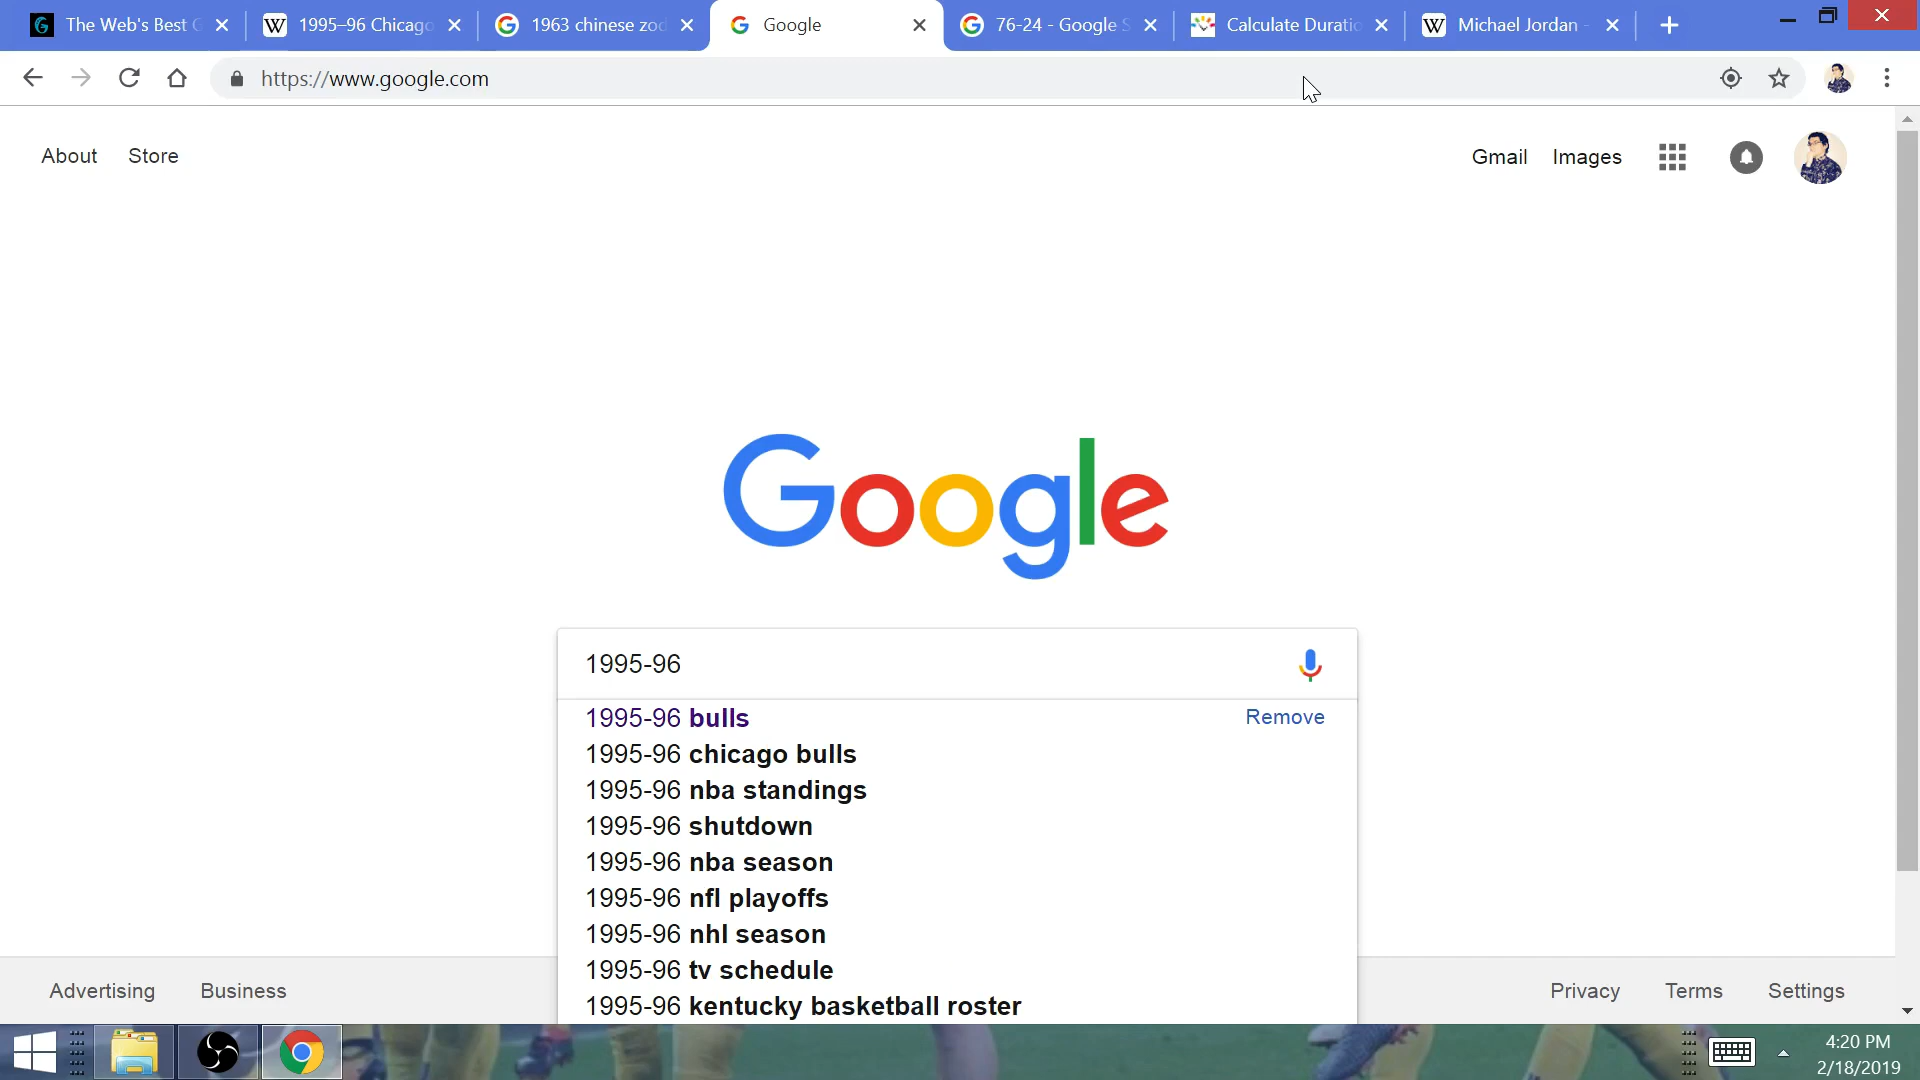 The Web's Best G
1995–96 Chicago
1963 chinese zod
Google
76-24 - Google S
Calculate Duratio
Michael Jordan -
https://www.google.com
About
Store
Gmail
Images
Google
1995-96
1995-96 bulls
Remove
1995-96 chicago bulls
1995-96 nba standings
1995-96 shutdown
1995-96 nba season
1995-96 nfl playoffs
1995-96 nhl season
1995-96 tv schedule
1995-96 kentucky basketball roster
Advertising
Business
Privacy
Terms
Settings
4:20 PM
2/18/2019